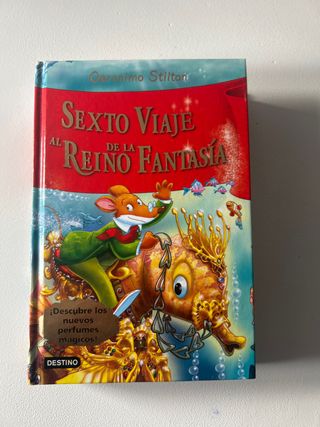 Geronimo Stilton
SEXTO VIAJE
AL REINO DE LA FANTASÍA
¡Descubre los
nuevos
perfumes
mágicos!
DESTINO